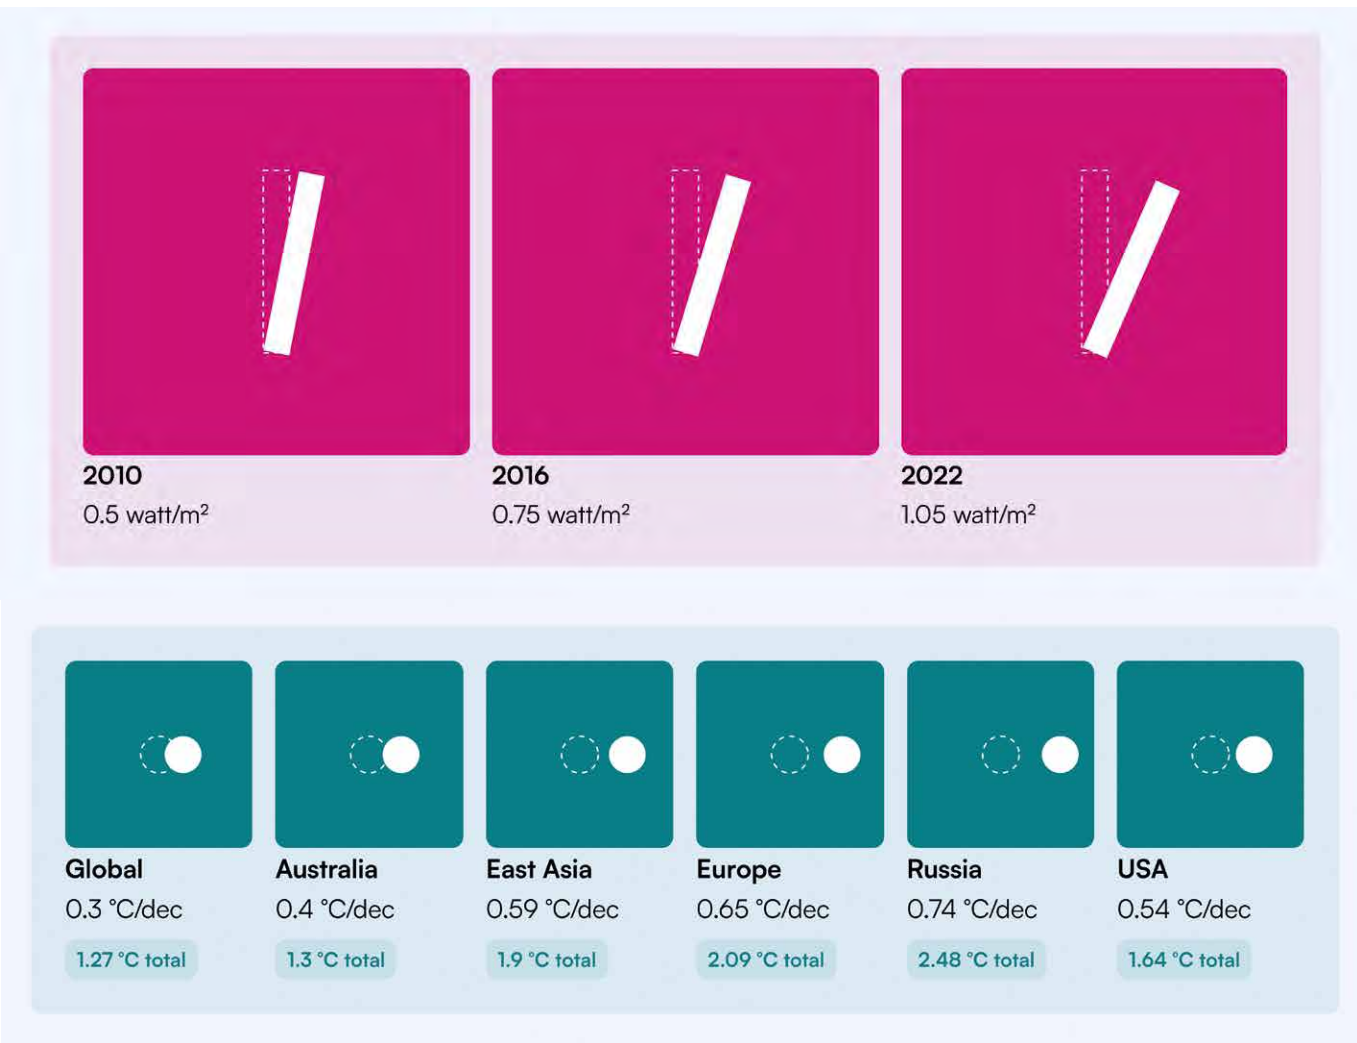 2010
0.5 watt/m²
2016
0.75 watt/m²
2022
1.05 watt/m²
Global
0.3 °C/dec
1.27 °C total
Australia
0.4 °C/dec
1.3 °C total
East Asia
0.59 °C/dec
1.9 °C total
Europe
0.65 °C/dec
2.09 °C total
Russia
0.74 °C/dec
2.48 °C total
USA
0.54 °C/dec
1.64 °C total